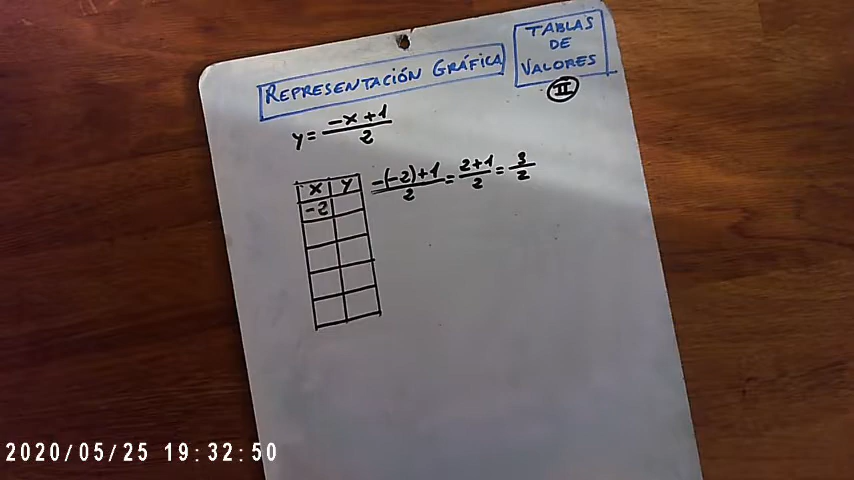 REPRESENTACIÓN GRÁFICA
TABLAS
DE
VALORES
II
y = -x+1/2
x y
-2
-(-2)+1/2 = 2+1/2 = 3/2
2020/05/25 19:32:50